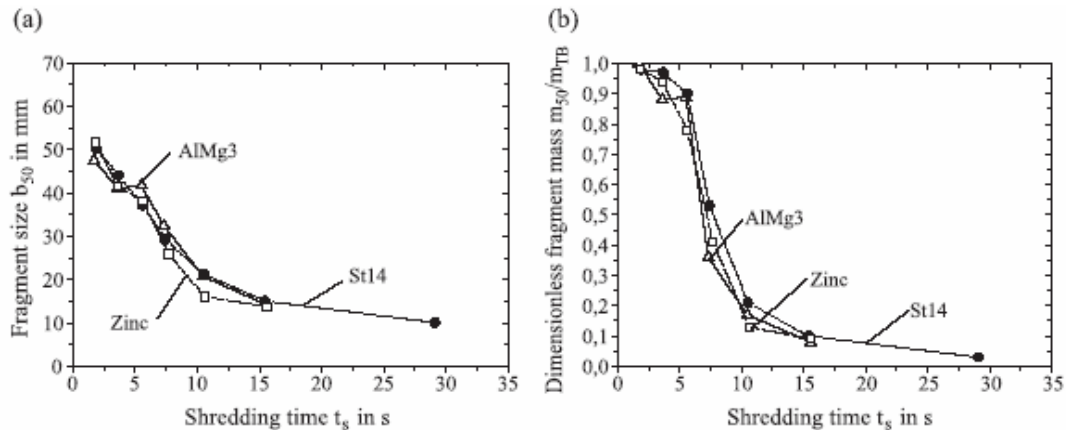 (a)
Fragment size b50 in mm
70
60
50
40
30
20
10
0
0 5 10 15 20 25 30 35
Shredding time ts in s
AlMg3
St14
Zinc
(b)
Dimensionless fragment mass m50/mTB
1,0
0,9
0,8
0,7
0,6
0,5
0,4
0,3
0,2
0,1
0,0
0 5 10 15 20 25 30 35
Shredding time ts in s
AlMg3
Zinc
St14